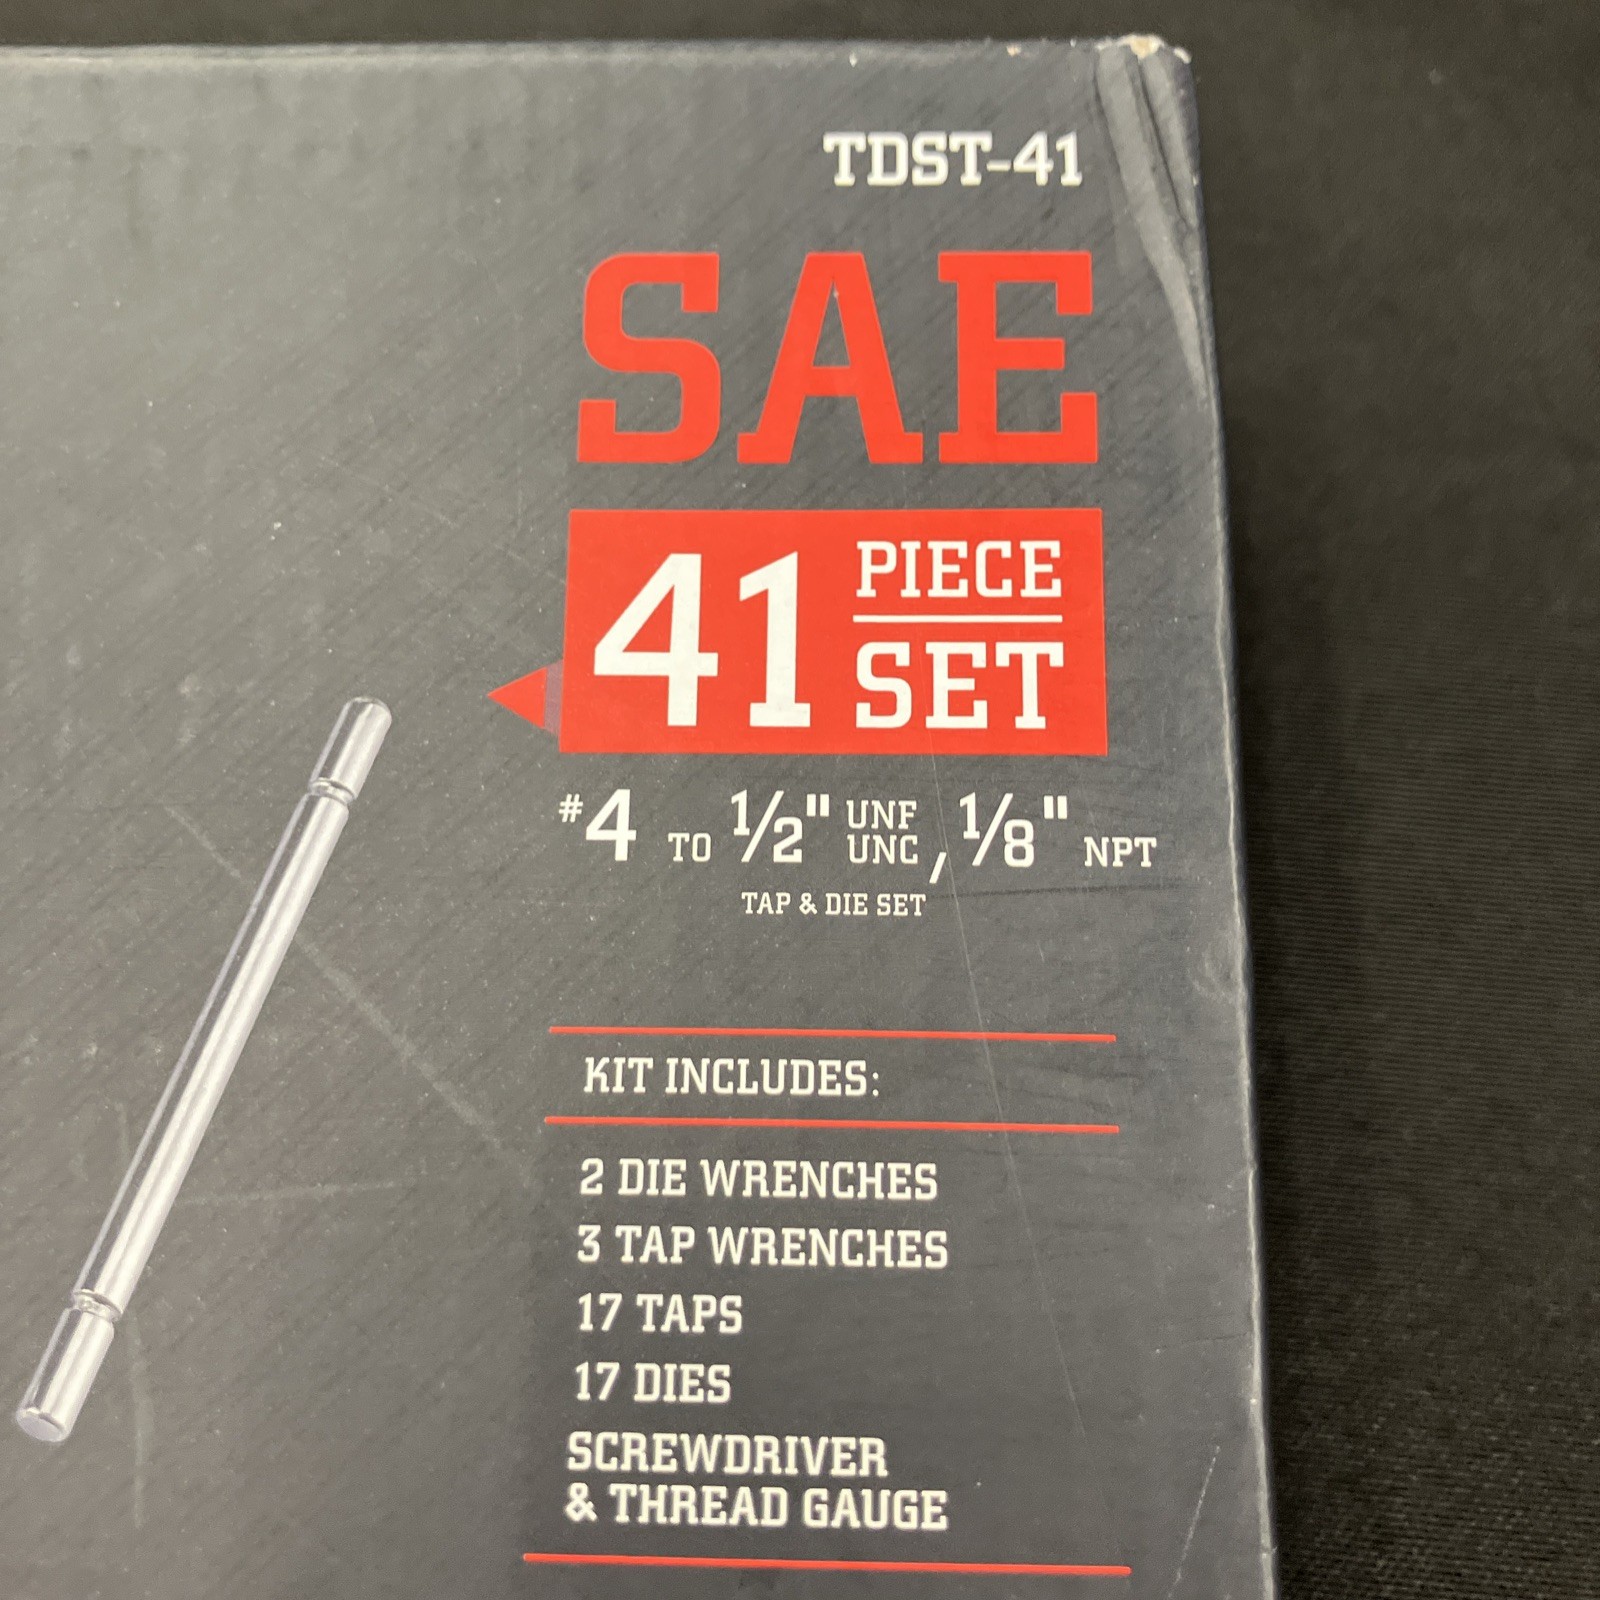 TDST-41
SAE
41 PIECE
SET
#4 TO 1/2" UNF
UNC, 1/8" NPT
TAP & DIE SET
KIT INCLUDES:
2 DIE WRENCHES
3 TAP WRENCHES
17 TAPS
17 DIES
SCREWDRIVER
& THREAD GAUGE